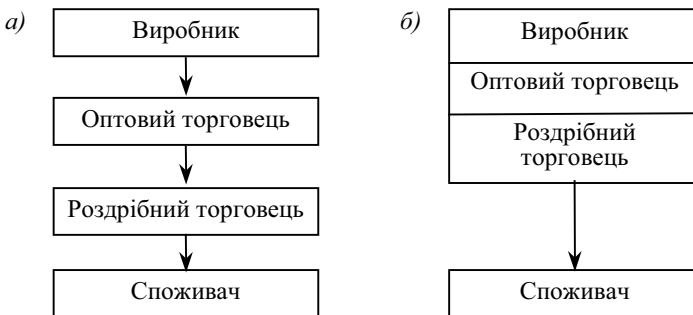 а)
Виробник
Оптовий торговець
Роздрібний торговець
Споживач
б)
Виробник
Оптовий торговець
Роздрібний
торговець
Споживач